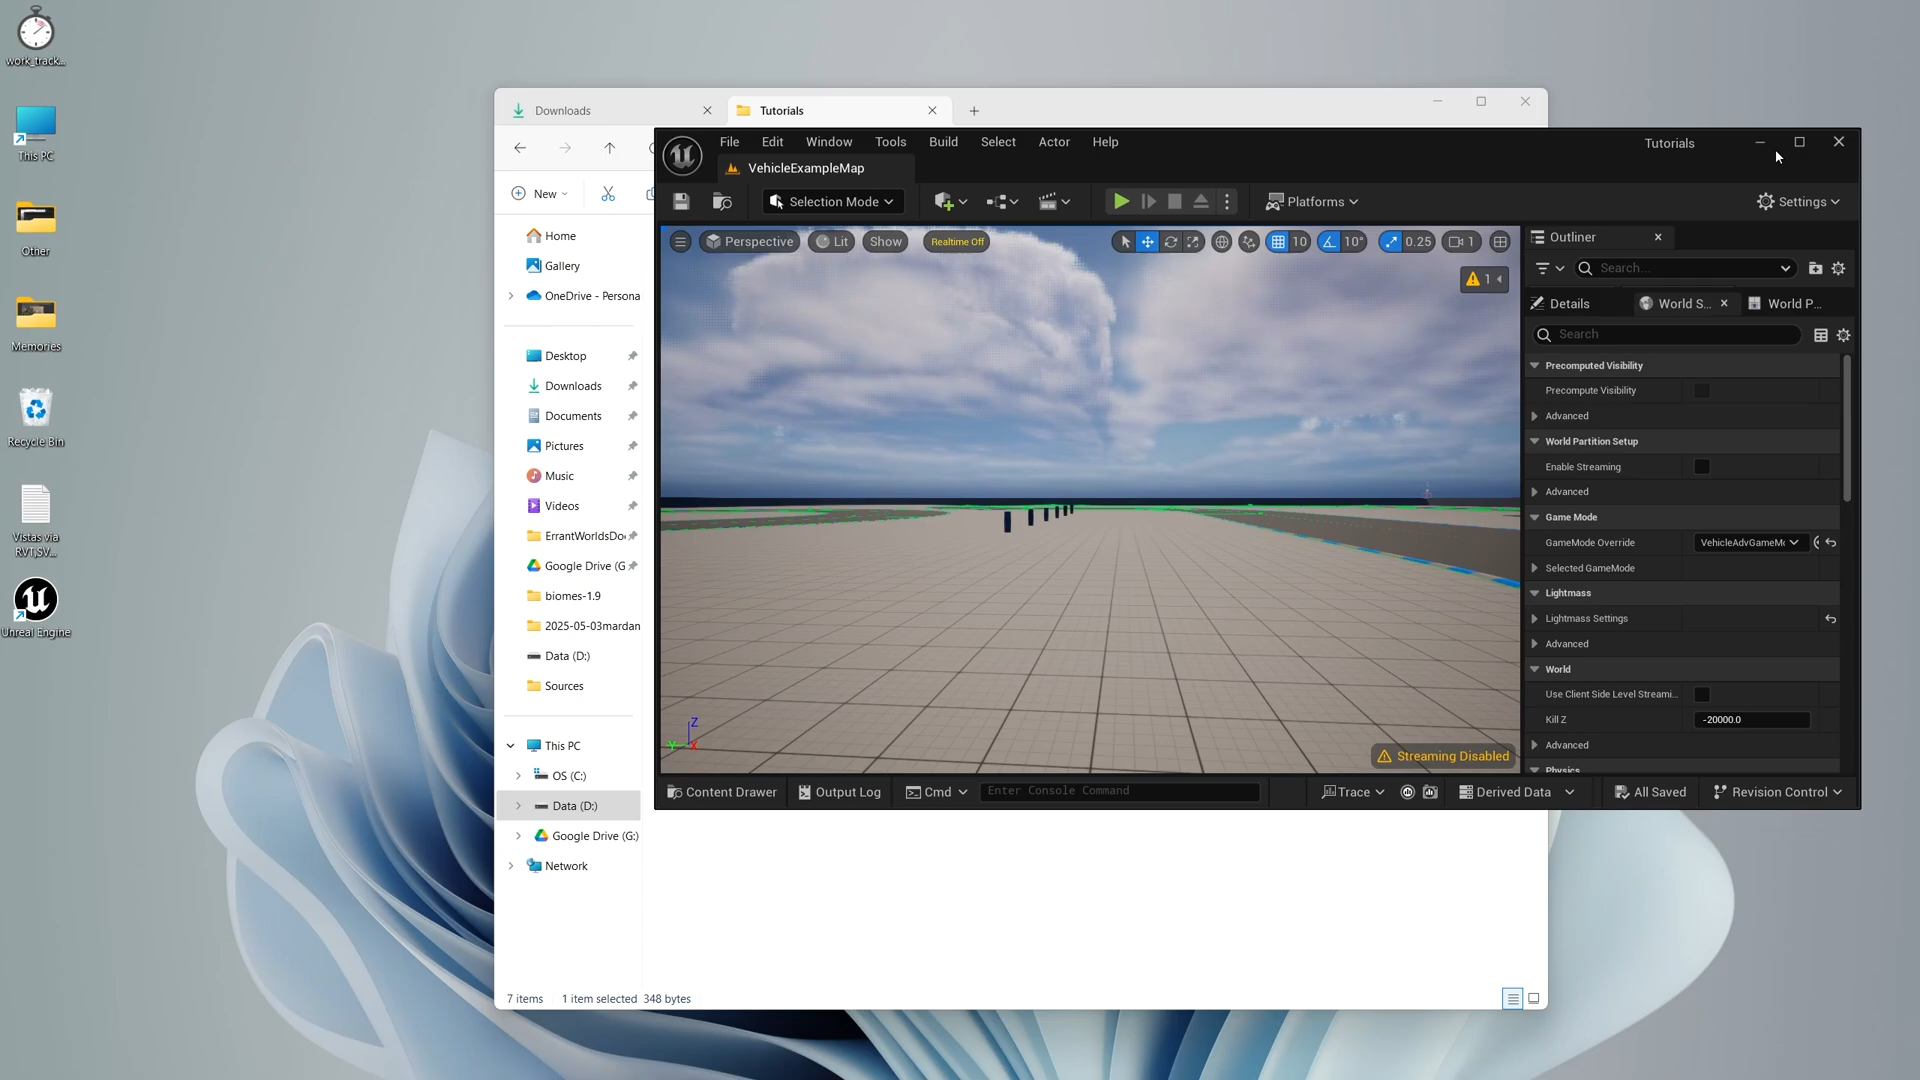 work_track...
This PC
Other
Memories
Recycle Bin
Vistas via
RVT,SV...
Unreal Engine
Downloads
Tutorials
New
Home
Gallery
OneDrive - Persona
Desktop
Downloads
Documents
Pictures
Music
Videos
ErrantWorldsDo
Google Drive (G
biomes-1.9
2025-05-03mardan
Data (D:)
Sources
This PC
OS (C:)
Data (D:)
Google Drive (G:)
Network
7 items 1 item selected 348 bytes
File Edit Window Tools Build Select Actor Help
Tutorials
VehicleExampleMap
Selection Mode
Platforms
Settings
Perspective Lit Show Realtime Off
10 10° 0.25 1
1
Streaming Disabled
Outliner
Search...
Details World S... World P...
Search
Precomputed Visibility
Precompute Visibility
Advanced
World Partition Setup
Enable Streaming
Advanced
Game Mode
GameMode Override VehicleAdvGameMo
Selected GameMode
Lightmass
Lightmass Settings
Advanced
World
Use Client Side Level Streami...
Kill Z -20000.0
Advanced
Physics
Content Drawer Output Log Cmd Enter Console Command Trace Derived Data All Saved Revision Control